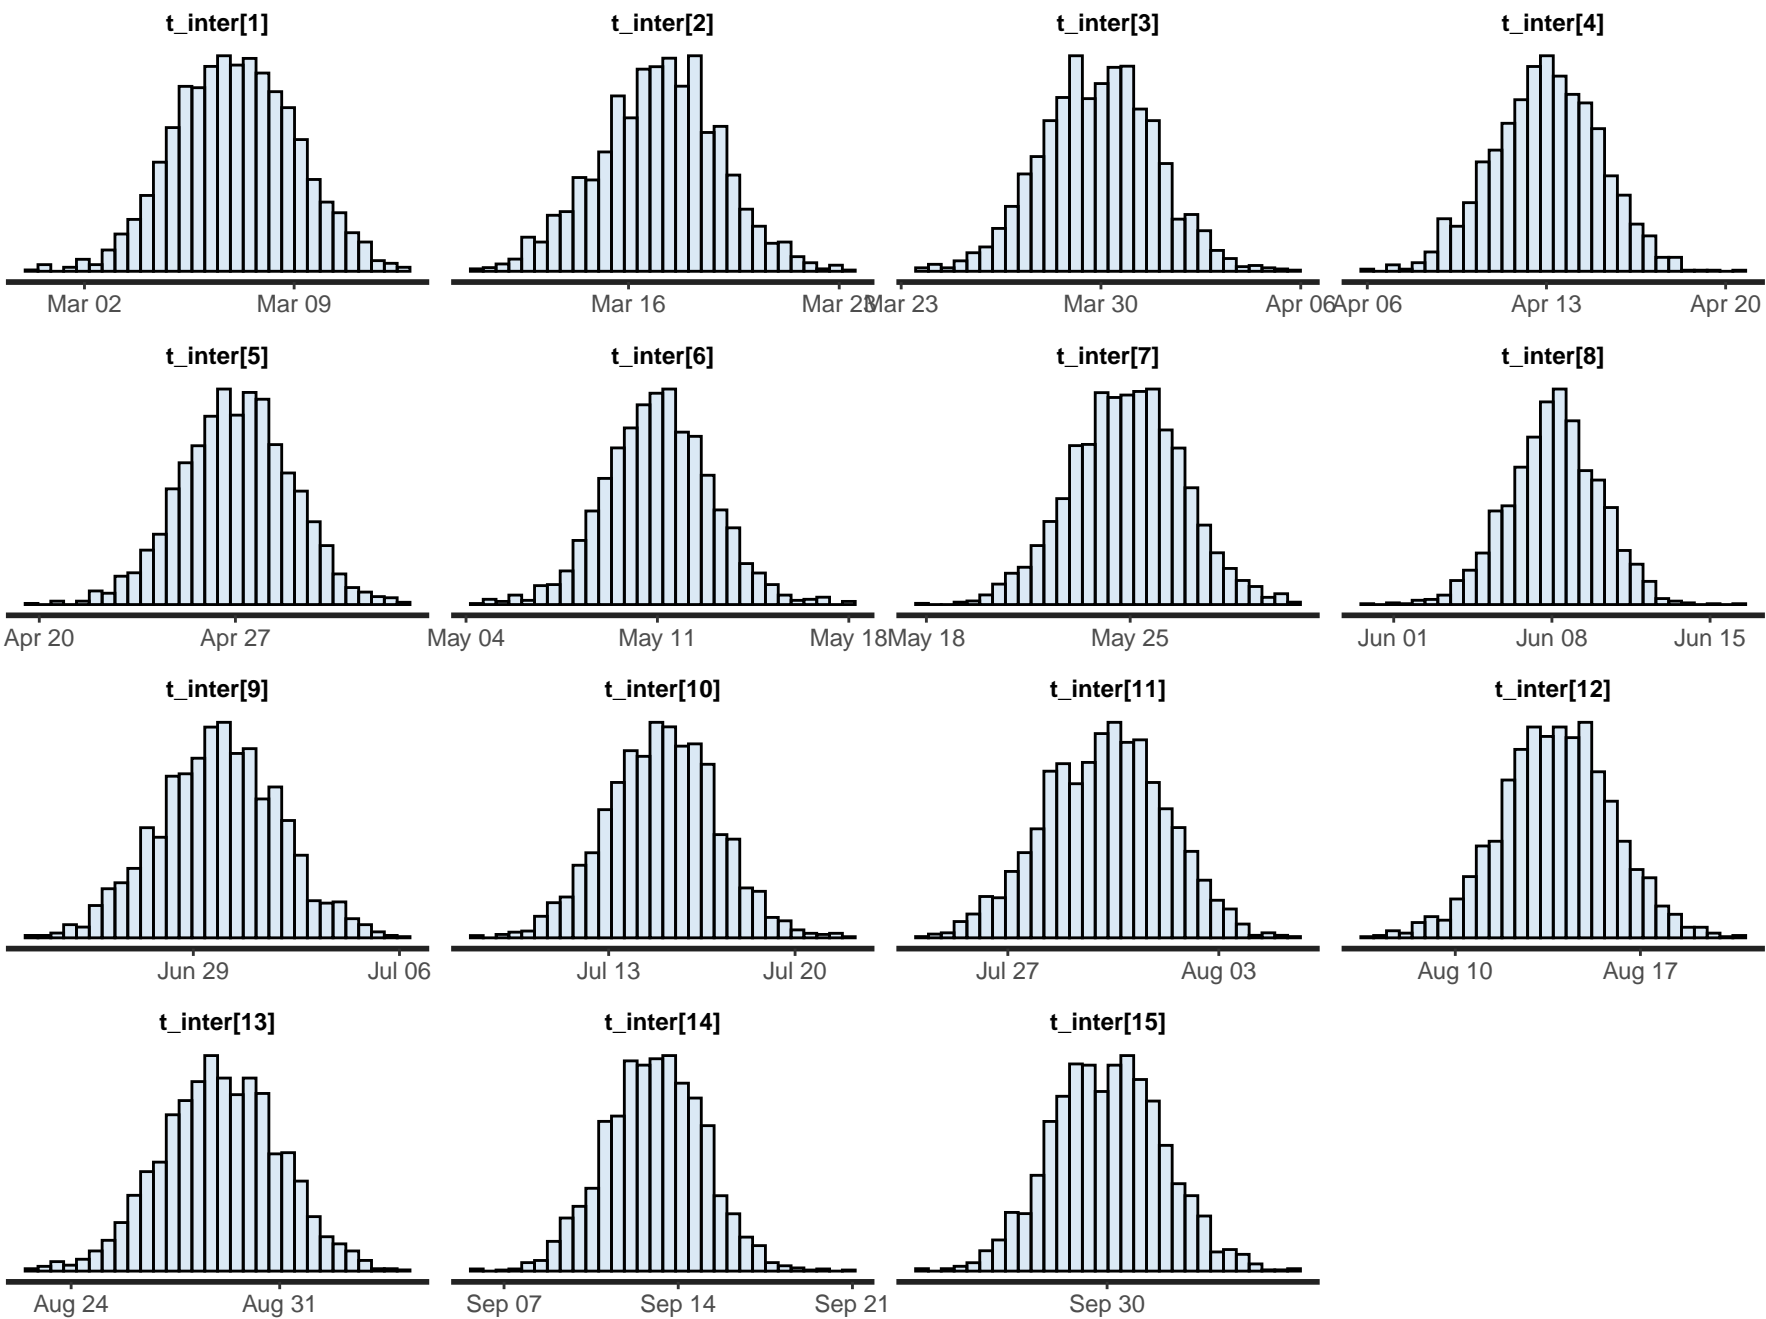 t_inter[1] t_inter[2] t_inter[3] t_inter[4]
Mar 02 Mar 09 Mar 16 Mar 23 Mar 23 Mar 30 Apr 06 Apr 06 Apr 13 Apr 20
t_inter[5] t_inter[6] t_inter[7] t_inter[8]
Apr 20 Apr 27 May 04 May 11 May 18 May 18 May 25 Jun 01 Jun 08 Jun 15
t_inter[9] t_inter[10] t_inter[11] t_inter[12]
Jun 29 Jul 06 Jul 13 Jul 20 Jul 27 Aug 03 Aug 10 Aug 17
t_inter[13] t_inter[14] t_inter[15]
Aug 24 Aug 31 Sep 07 Sep 14 Sep 21 Sep 30